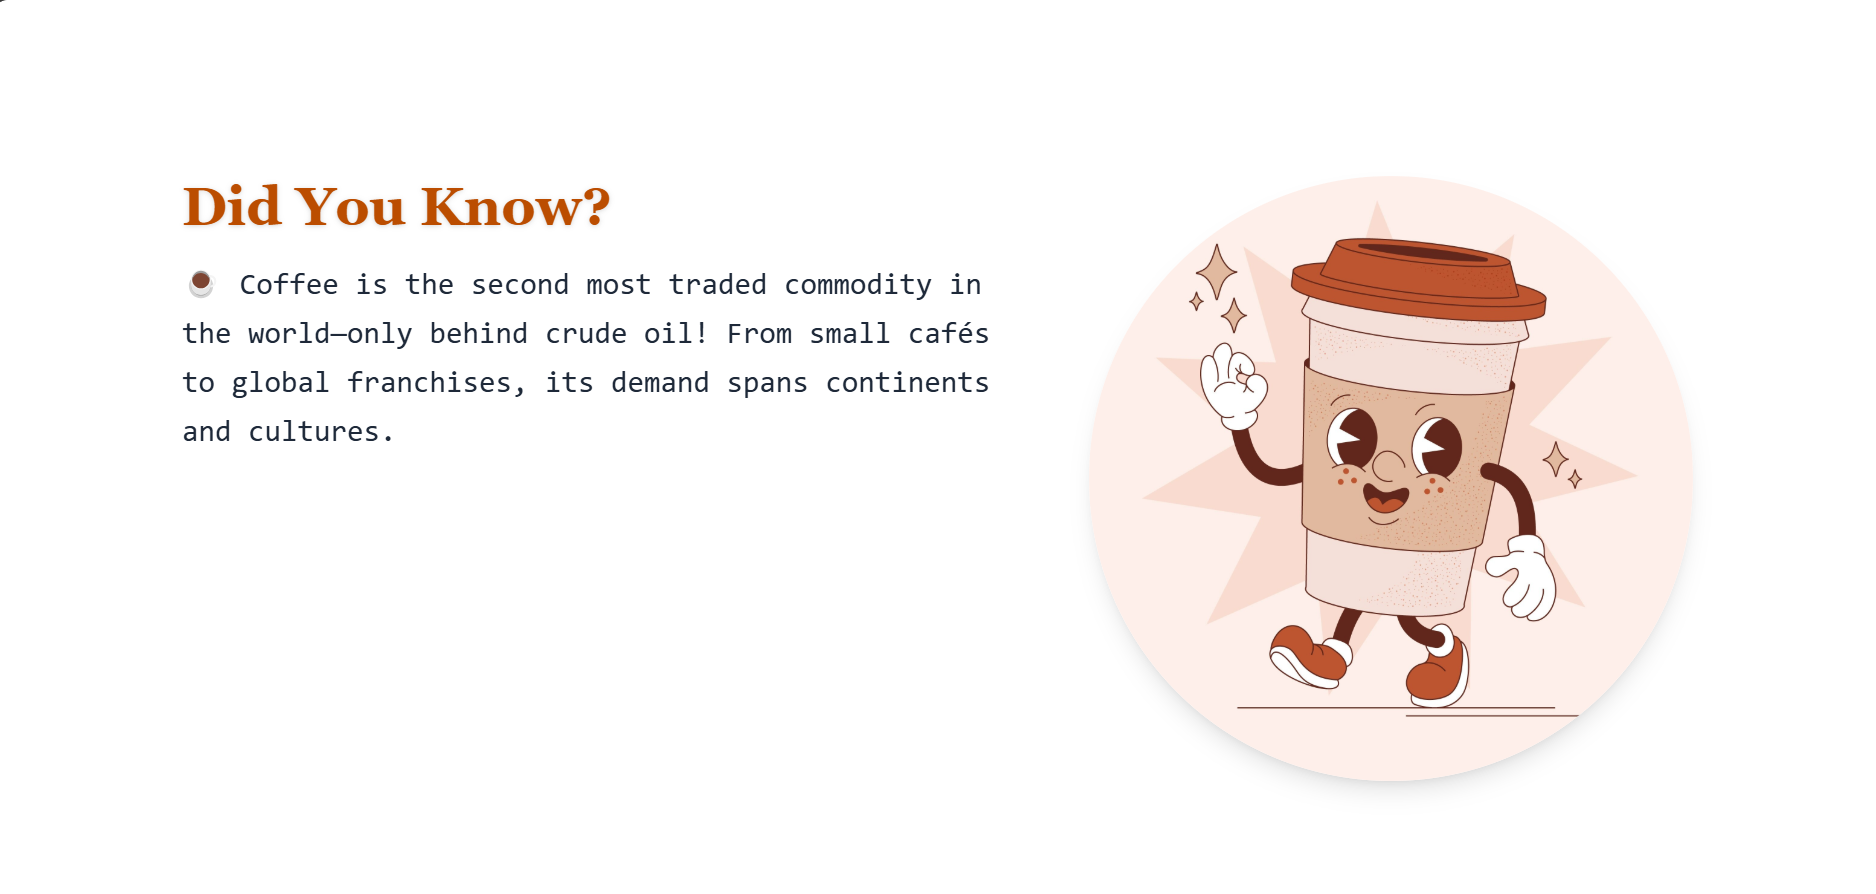 Did You Know?
☕ Coffee is the second most traded commodity in
the world—only behind crude oil! From small cafés
to global franchises, its demand spans continents
and cultures.